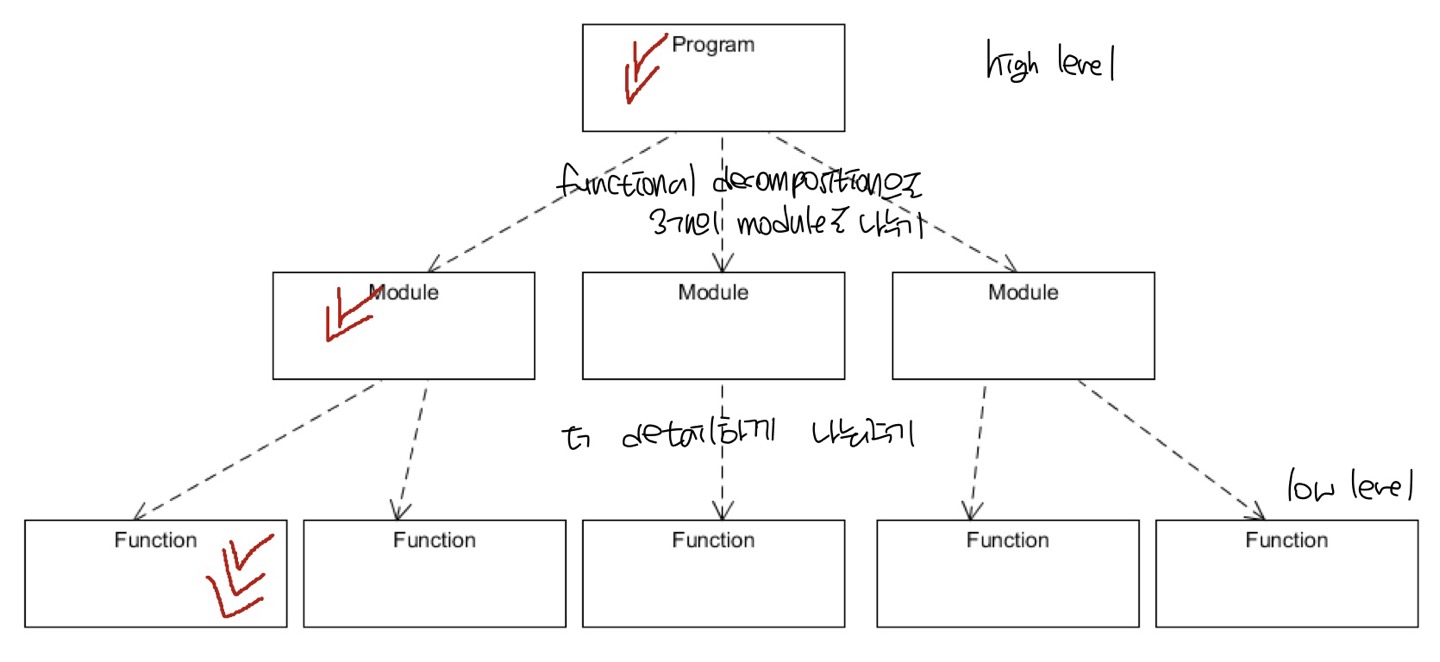 Program
high level
functional decomposition으로
3개의 module로 나누기
Module Module Module
더 detail하게 나눠주기
low level
Function Function Function Function Function